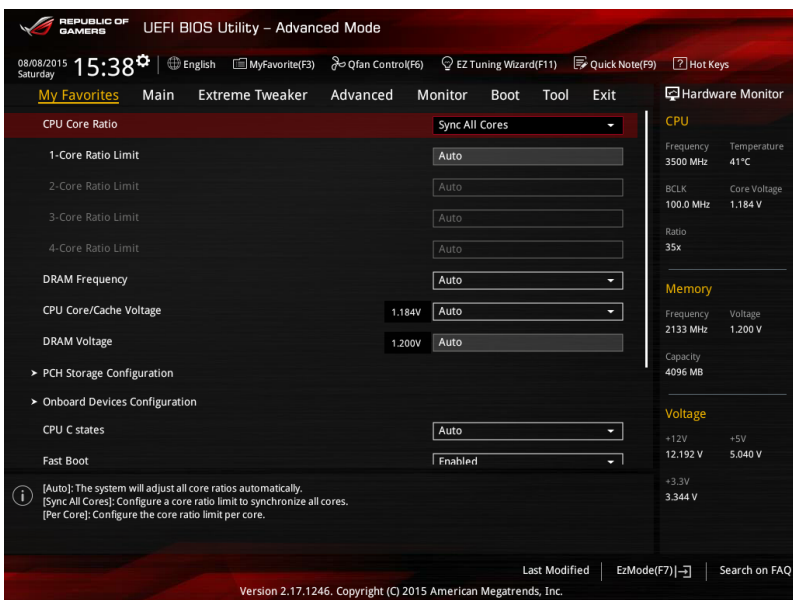 REPUBLIC OF
GAMERS
UEFI BIOS Utility – Advanced Mode
08/08/2015
Saturday
15:38
English
MyFavorite(F3)
Qfan Control(F6)
EZ Tuning Wizard(F11)
Quick Note(F9)
? Hot Keys
My Favorites Main Extreme Tweaker Advanced Monitor Boot Tool Exit
CPU Core Ratio Sync All Cores
1-Core Ratio Limit Auto
2-Core Ratio Limit Auto
3-Core Ratio Limit Auto
4-Core Ratio Limit Auto
DRAM Frequency Auto
CPU Core/Cache Voltage 1.184V Auto
DRAM Voltage 1.200V Auto
> PCH Storage Configuration
> Onboard Devices Configuration
CPU C states Auto
Fast Boot Enabled
Hardware Monitor
CPU
Frequency Temperature
3500 MHz 41°C
BCLK Core Voltage
100.0 MHz 1.184 V
Ratio
35x
Memory
Frequency Voltage
2133 MHz 1.200 V
Capacity
4096 MB
Voltage
+12V +5V
12.192 V 5.040 V
+3.3V
3.344 V
i
[Auto]: The system will adjust all core ratios automatically.
[Sync All Cores]: Configure a core ratio limit to synchronize all cores.
[Per Core]: Configure the core ratio limit per core.
Last Modified
EzMode(F7)
Search on FAQ
Version 2.17.1246. Copyright (C) 2015 American Megatrends, Inc.